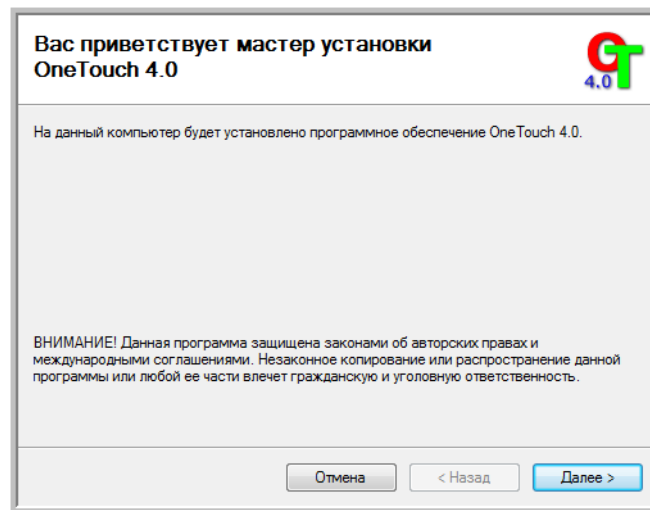 Вас приветствует мастер установки
OneTouch 4.0
OT
4.0
На данный компьютер будет установлено программное обеспечение OneTouch 4.0.
ВНИМАНИЕ! Данная программа защищена законами об авторских правах и
международными соглашениями. Незаконное копирование или распространение данной
программы или любой ее части влечет гражданскую и уголовную ответственность.
Отмена < Назад Далее >